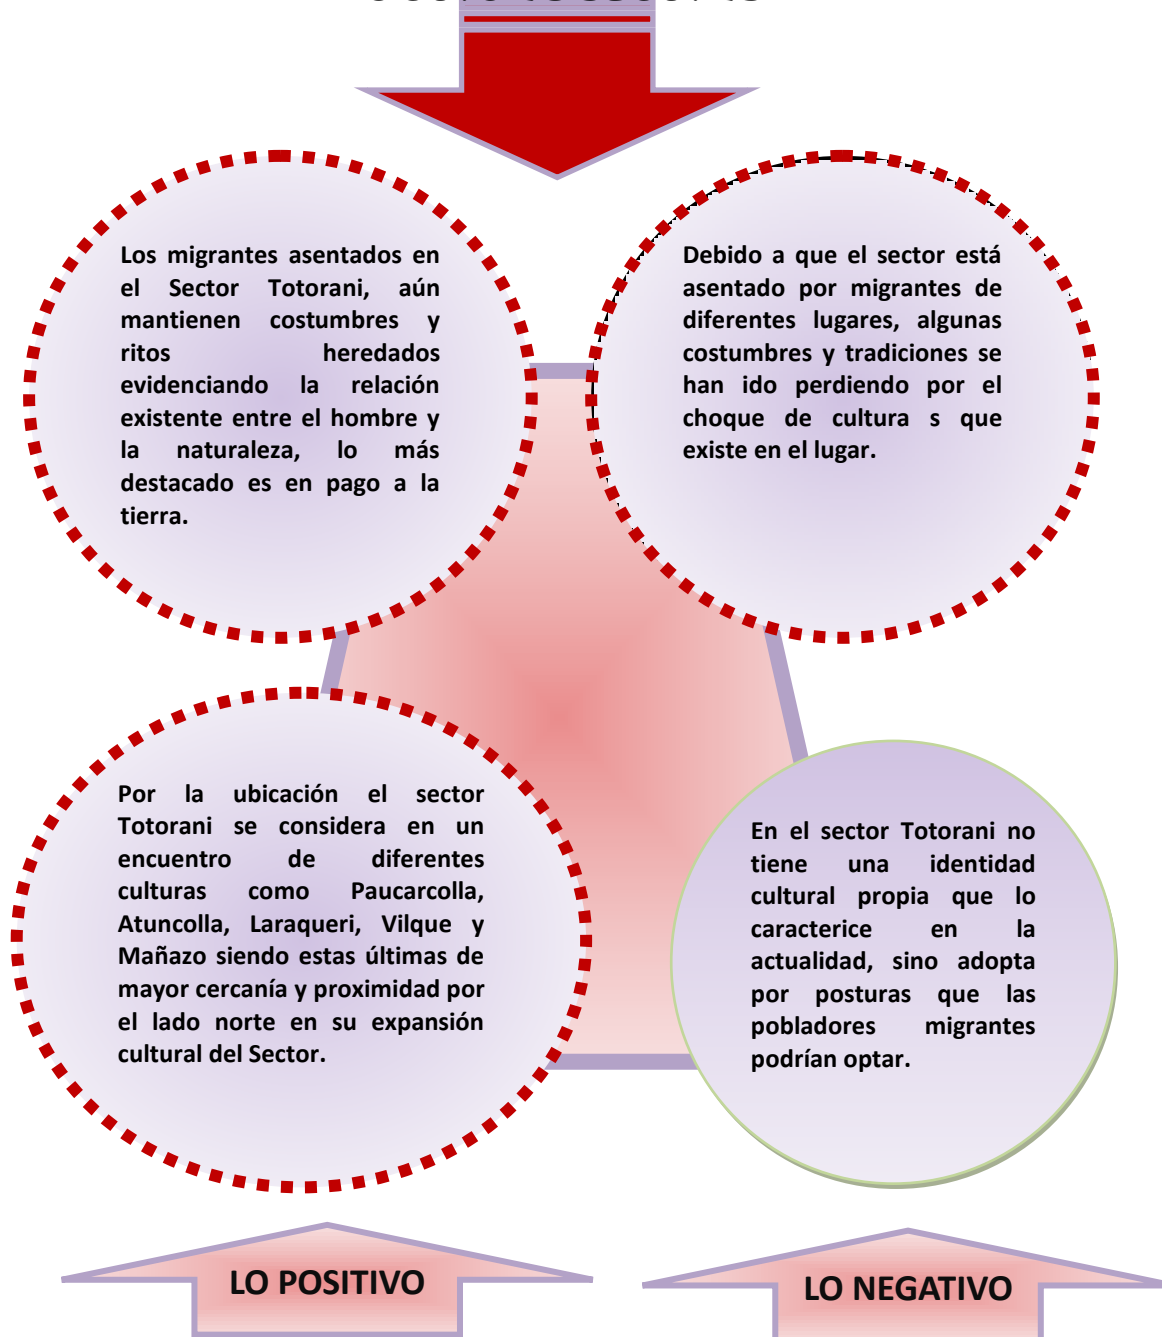 Los migrantes asentados en
el Sector Totorani, aún
mantienen costumbres y
ritos heredados
evidenciando la relación
existente entre el hombre y
la naturaleza, lo más
destacado es en pago a la
tierra.
Debido a que el sector está
asentado por migrantes de
diferentes lugares, algunas
costumbres y tradiciones se
han ido perdiendo por el
choque de cultura s que
existe en el lugar.
Por la ubicación el sector
Totorani se considera en un
encuentro de diferentes
culturas como Paucarcolla,
Atuncolla, Laraqueri, Vilque y
Mañazo siendo estas últimas de
mayor cercanía y proximidad por
el lado norte en su expansión
cultural del Sector.
En el sector Totorani no
tiene una identidad
cultural propia que lo
caracterice en la
actualidad, sino adopta
por posturas que las
pobladores migrantes
podrían optar.
LO POSITIVO
LO NEGATIVO